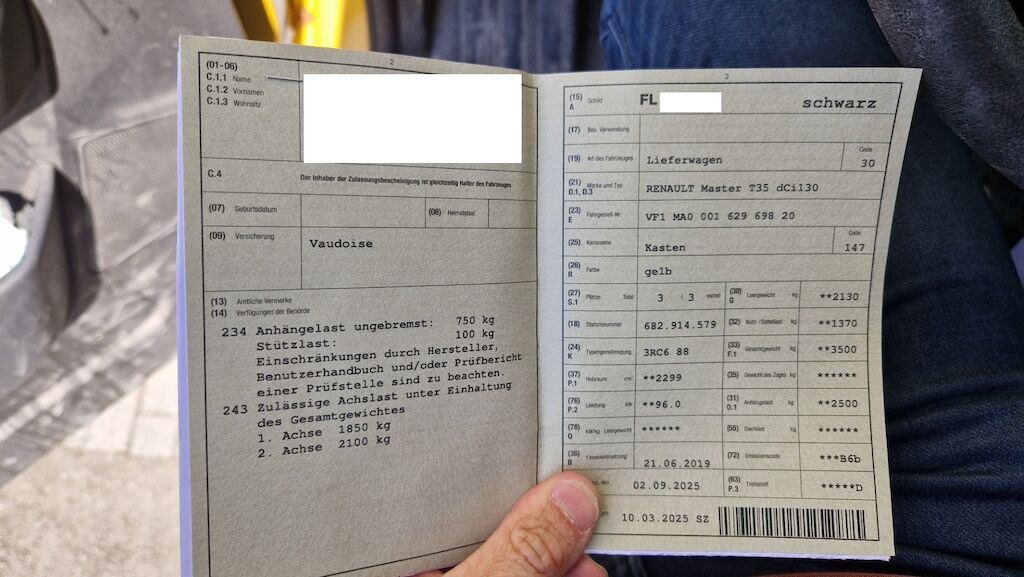 2
(01-06)
C.1.1 Name
C.1.2 Vornamen
C.1.3 Wohnsitz
C.4 Der Inhaber der Zulassungsbescheinigung ist gleichzeitig Halter des Fahrzeuges
(07) Geburtsdatum (08) Heimatstaat
(09) Versicherung Vaudoise
(13) Amtliche Vermerke
(14) Verfügungen der Behörde
234 Anhängelast ungebremst: 750 kg
Stützlast: 100 kg
Einschränkungen durch Hersteller,
Benutzerhandbuch und/oder Prüfbericht
einer Prüfstelle sind zu beachten.
243 Zulässige Achslast unter Einhaltung
des Gesamtgewichtes
1. Achse 1850 kg
2. Achse 2100 kg
3
(15) A Schild FL schwarz
(17) Bes. Verwendung
(19) Art des Fahrzeuges Lieferwagen Code 30
(21) D.1, D.3 Marke und Typ RENAULT Master T35 dCi130
(23) E Fahrgestell-Nr. VF1 MA0 001 629 698 20
(25) Karosserie Kasten Code 147
(26) R Farbe gelb
(27) S.1 Plätze: Total 3 / 3 vorne (30) G Leergewicht kg **2130
(18) Stammnummer 682.914.579 (32) Nutz-/Sattellast kg **1370
(24) K Typengenehmigung 3RC6 88 (33) F.1 Gesamtgewicht kg **3500
(37) P.1 Hubraum cm³ **2299 (35) Gewicht des Zuges kg ******
(76) P.2 Leistung kW **96.0 (31) O.1 Anhängelast kg **2500
(78) Q kW/kg Leergewicht ****** (55) Dachlast kg ******
(36) B Inverkehrsetzung 21.06.2019 (72) Emissionscode ***B6b
02.09.2025 (63) P.3 Treibstoff *****D
10.03.2025 SZ